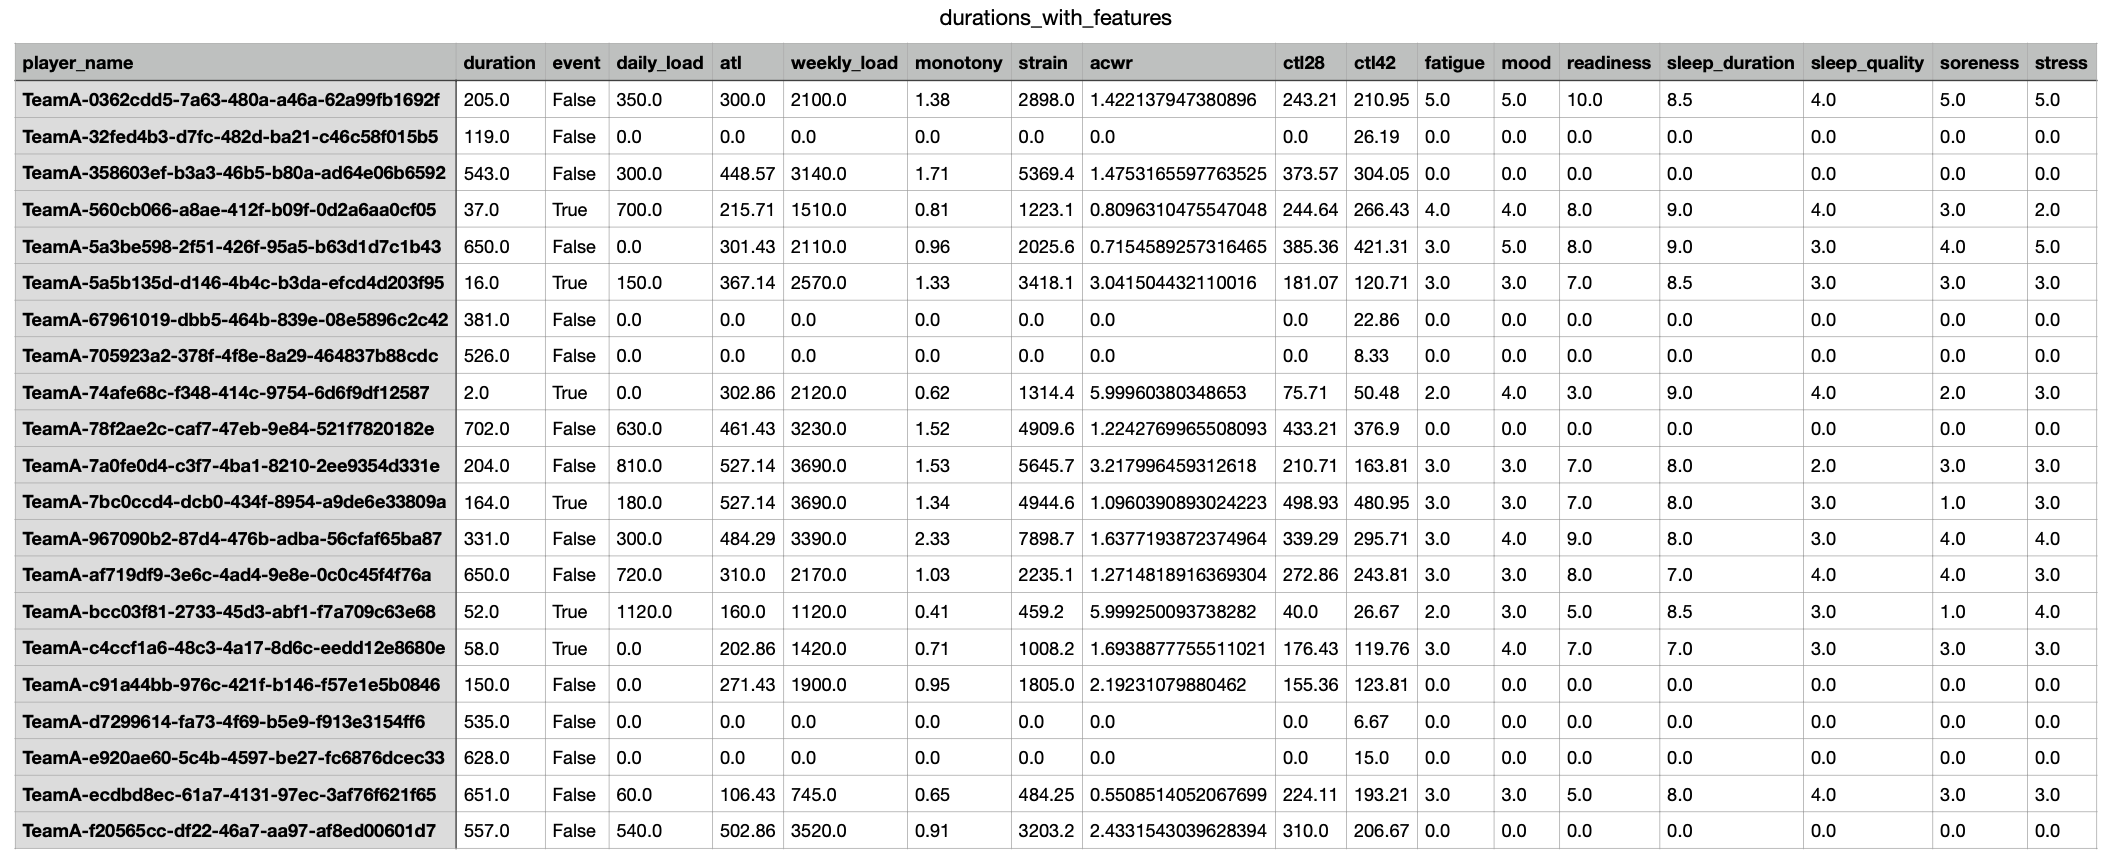 durations_with_features
player_name duration event daily_load atl weekly_load monotony strain acwr ctl28 ctl42 fatigue mood readiness sleep_duration sleep_quality soreness stress
TeamA-0362cdd5-7a63-480a-a46a-62a99fb1692f 205.0 False 350.0 300.0 2100.0 1.38 2898.0 1.422137947380896 243.21 210.95 5.0 5.0 10.0 8.5 4.0 5.0 5.0
TeamA-32fed4b3-d7fc-482d-ba21-c46c58f015b5 119.0 False 0.0 0.0 0.0 0.0 0.0 0.0 0.0 26.19 0.0 0.0 0.0 0.0 0.0 0.0 0.0
TeamA-358603ef-b3a3-46b5-b80a-ad64e06b6592 543.0 False 300.0 448.57 3140.0 1.71 5369.4 1.4753165597763525 373.57 304.05 0.0 0.0 0.0 0.0 0.0 0.0 0.0
TeamA-560cb066-a8ae-412f-b09f-0d2a6aa0cf05 37.0 True 700.0 215.71 1510.0 0.81 1223.1 0.8096310475547048 244.64 266.43 4.0 4.0 8.0 9.0 4.0 3.0 2.0
TeamA-5a3be598-2f51-426f-95a5-b63d1d7c1b43 650.0 False 0.0 301.43 2110.0 0.96 2025.6 0.7154589257316465 385.36 421.31 3.0 5.0 8.0 9.0 3.0 4.0 5.0
TeamA-5a5b135d-d146-4b4c-b3da-efcd4d203f95 16.0 True 150.0 367.14 2570.0 1.33 3418.1 3.041504432110016 181.07 120.71 3.0 3.0 7.0 8.5 3.0 3.0 3.0
TeamA-67961019-dbb5-464b-839e-08e5896c2c42 381.0 False 0.0 0.0 0.0 0.0 0.0 0.0 0.0 22.86 0.0 0.0 0.0 0.0 0.0 0.0 0.0
TeamA-705923a2-378f-4f8e-8a29-464837b88cdc 526.0 False 0.0 0.0 0.0 0.0 0.0 0.0 0.0 8.33 0.0 0.0 0.0 0.0 0.0 0.0 0.0
TeamA-74afe68c-f348-414c-9754-6d6f9df12587 2.0 True 0.0 302.86 2120.0 0.62 1314.4 5.99960380348653 75.71 50.48 2.0 4.0 3.0 9.0 4.0 2.0 3.0
TeamA-78f2ae2c-caf7-47eb-9e84-521f7820182e 702.0 False 630.0 461.43 3230.0 1.52 4909.6 1.2242769965508093 433.21 376.9 0.0 0.0 0.0 0.0 0.0 0.0 0.0
TeamA-7a0fe0d4-c3f7-4ba1-8210-2ee9354d331e 204.0 False 810.0 527.14 3690.0 1.53 5645.7 3.217996459312618 210.71 163.81 3.0 3.0 7.0 8.0 2.0 3.0 3.0
TeamA-7bc0ccd4-dcb0-434f-8954-a9de6e33809a 164.0 True 180.0 527.14 3690.0 1.34 4944.6 1.0960390893024223 498.93 480.95 3.0 3.0 7.0 8.0 3.0 1.0 3.0
TeamA-967090b2-87d4-476b-adba-56cfaf65ba87 331.0 False 300.0 484.29 3390.0 2.33 7898.7 1.6377193872374964 339.29 295.71 3.0 4.0 9.0 8.0 3.0 4.0 4.0
TeamA-af719df9-3e6c-4ad4-9e8e-0c0c45f4f76a 650.0 False 720.0 310.0 2170.0 1.03 2235.1 1.2714818916369304 272.86 243.81 3.0 3.0 8.0 7.0 4.0 4.0 3.0
TeamA-bcc03f81-2733-45d3-abf1-f7a709c63e68 52.0 True 1120.0 160.0 1120.0 0.41 459.2 5.999250093738282 40.0 26.67 2.0 3.0 5.0 8.5 3.0 1.0 4.0
TeamA-c4ccf1a6-48c3-4a17-8d6c-eedd12e8680e 58.0 True 0.0 202.86 1420.0 0.71 1008.2 1.6938877755511021 176.43 119.76 3.0 4.0 7.0 7.0 3.0 3.0 3.0
TeamA-c91a44bb-976c-421f-b146-f57e1e5b0846 150.0 False 0.0 271.43 1900.0 0.95 1805.0 2.19231079880462 155.36 123.81 0.0 0.0 0.0 0.0 0.0 0.0 0.0
TeamA-d7299614-fa73-4f69-b5e9-f913e3154ff6 535.0 False 0.0 0.0 0.0 0.0 0.0 0.0 0.0 6.67 0.0 0.0 0.0 0.0 0.0 0.0 0.0
TeamA-e920ae60-5c4b-4597-be27-fc6876dcec33 628.0 False 0.0 0.0 0.0 0.0 0.0 0.0 0.0 15.0 0.0 0.0 0.0 0.0 0.0 0.0 0.0
TeamA-ecdbd8ec-61a7-4131-97ec-3af76f621f65 651.0 False 60.0 106.43 745.0 0.65 484.25 0.5508514052067699 224.11 193.21 3.0 3.0 5.0 8.0 4.0 3.0 3.0
TeamA-f20565cc-df22-46a7-aa97-af8ed00601d7 557.0 False 540.0 502.86 3520.0 0.91 3203.2 2.4331543039628394 310.0 206.67 0.0 0.0 0.0 0.0 0.0 0.0 0.0